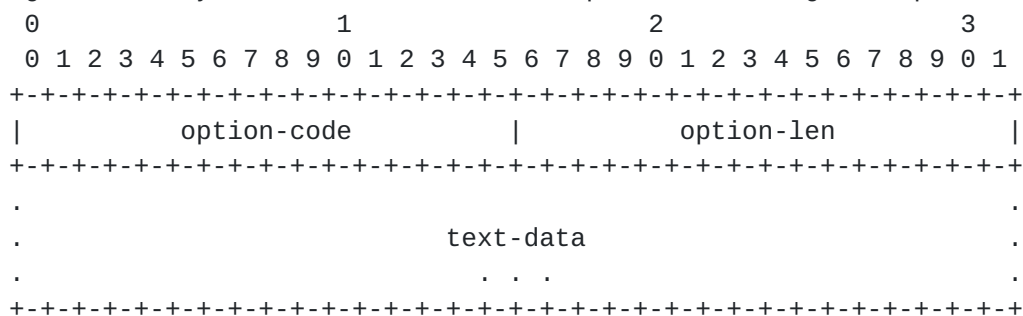 0                   1                   2                   3
 0 1 2 3 4 5 6 7 8 9 0 1 2 3 4 5 6 7 8 9 0 1 2 3 4 5 6 7 8 9 0 1
+-+-+-+-+-+-+-+-+-+-+-+-+-+-+-+-+-+-+-+-+-+-+-+-+-+-+-+-+-+-+-+-+
|          option-code          |          option-len           |
+-+-+-+-+-+-+-+-+-+-+-+-+-+-+-+-+-+-+-+-+-+-+-+-+-+-+-+-+-+-+-+-+
.                                                               .
.                           text-data                           .
.                             . . .                             .
+-+-+-+-+-+-+-+-+-+-+-+-+-+-+-+-+-+-+-+-+-+-+-+-+-+-+-+-+-+-+-+-+